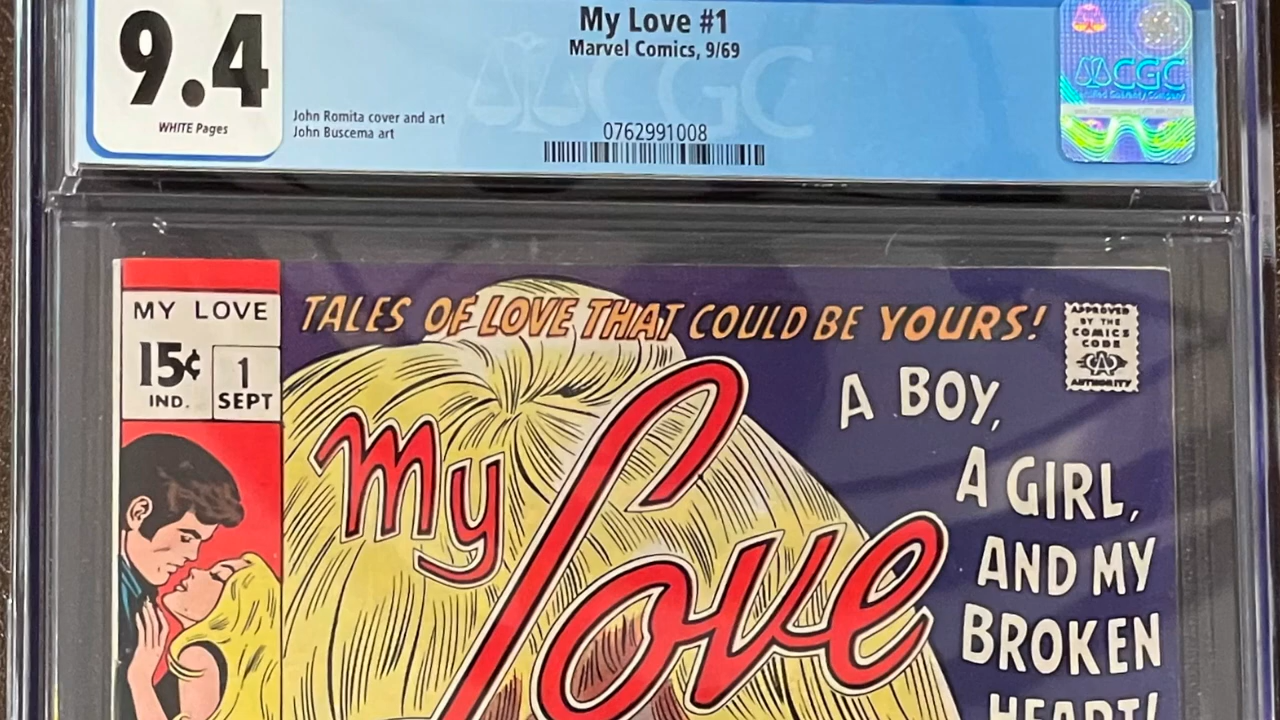 9.4
WHITE Pages
My Love #1
Marvel Comics, 9/69
John Romita cover and art
John Buscema art
0762991008
CGC
CGC
MY LOVE
15¢
IND.
1
SEPT
TALES OF LOVE THAT COULD BE YOURS!
APPROVED
BY THE
COMICS
CODE
AUTHORITY
My Love
A BOY,
A GIRL,
AND MY
BROKEN
HEART!